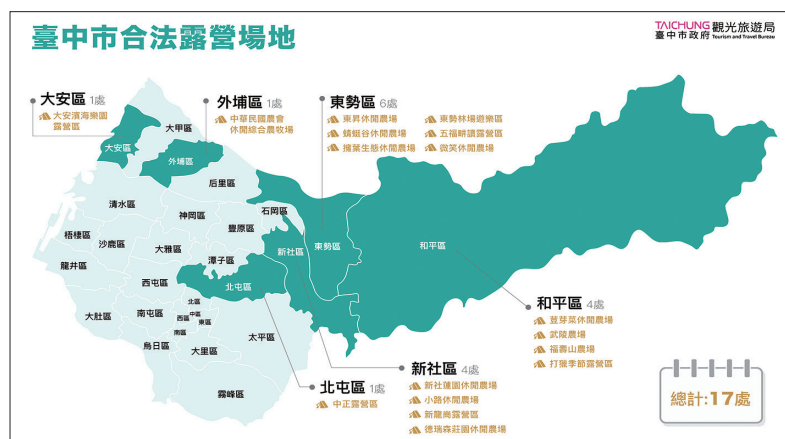 臺中市合法露營場地
TAICHUNG 觀光旅遊局
臺中市政府 Tourism and Travel Bureau
大安區 1處
大安濱海樂園
露營區
外埔區 1處
中華民國農會
休閒綜合農牧場
東勢區 6處
東昇休閒農場
東勢林場遊樂區
蜻蜓谷休閒農場
五福畊讀露營區
擁葉生態休閒農場
微笑休閒農場
大甲區
大安區
外埔區
后里區
清水區
神岡區
石岡區
豐原區
梧棲區
沙鹿區
大雅區
新社區
東勢區
和平區
潭子區
龍井區
西屯區
北屯區
北區
大肚區
南屯區
西區
中區
東區
南區
太平區
烏日區
大里區
霧峰區
和平區 4處
荳芽菜休閒農場
武陵農場
福壽山農場
打獵季節露營區
新社區 4處
新社蓮園休閒農場
小路休閒農場
新龍崗露營區
德瑞森莊園休閒農場
北屯區 1處
中正露營區
總計:17處